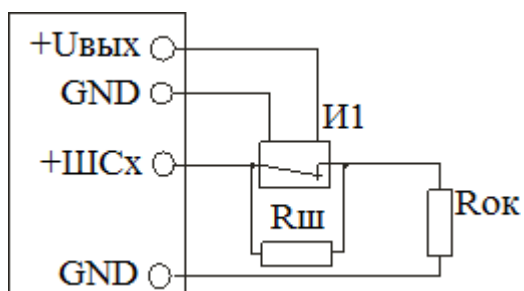 +Uвых
GND
И1
+ШСх
Rш
Rок
GND